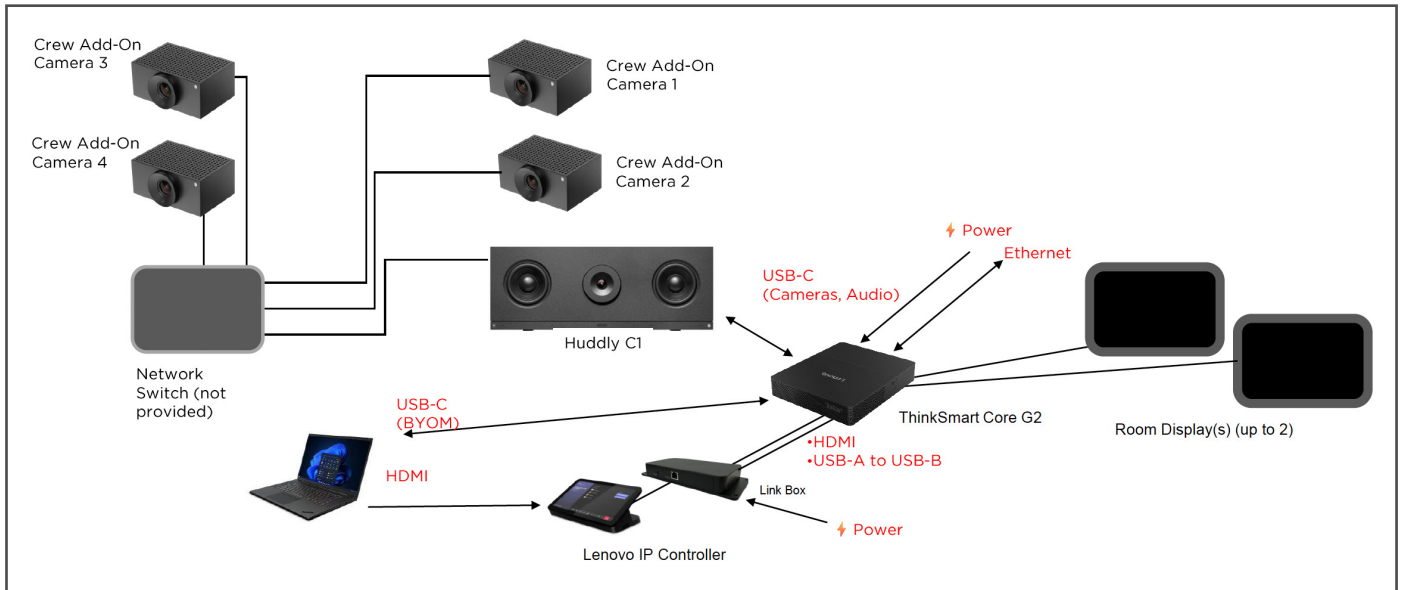 Crew Add-On
Camera 3
Crew Add-On
Camera 1
Crew Add-On
Camera 4
Crew Add-On
Camera 2
Power
Ethernet
USB-C
(Cameras, Audio)
Huddly C1
Network
Switch (not
provided)
USB-C
(BYOM)
ThinkSmart Core G2
Room Display(s) (up to 2)
•HDMI
•USB-A to USB-B
HDMI
Link Box
Power
Lenovo IP Controller